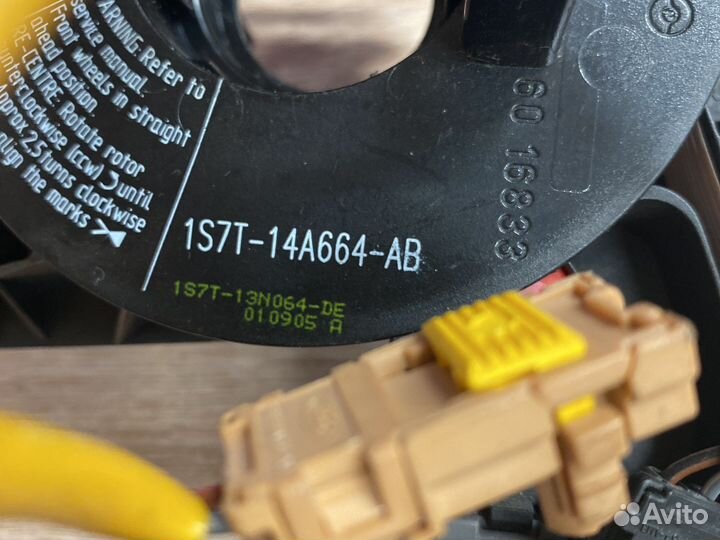 WARNING. Refer to
service manual.
Front wheels in straight
ahead position.
RE-CENTRE: Rotate rotor
counterclockwise (ccw) until
Approx 2,5 turns clockwise
align the marks
1S7T-14A664-AB
1S7T-13N064-DE
010905 A
60 16833
Avito